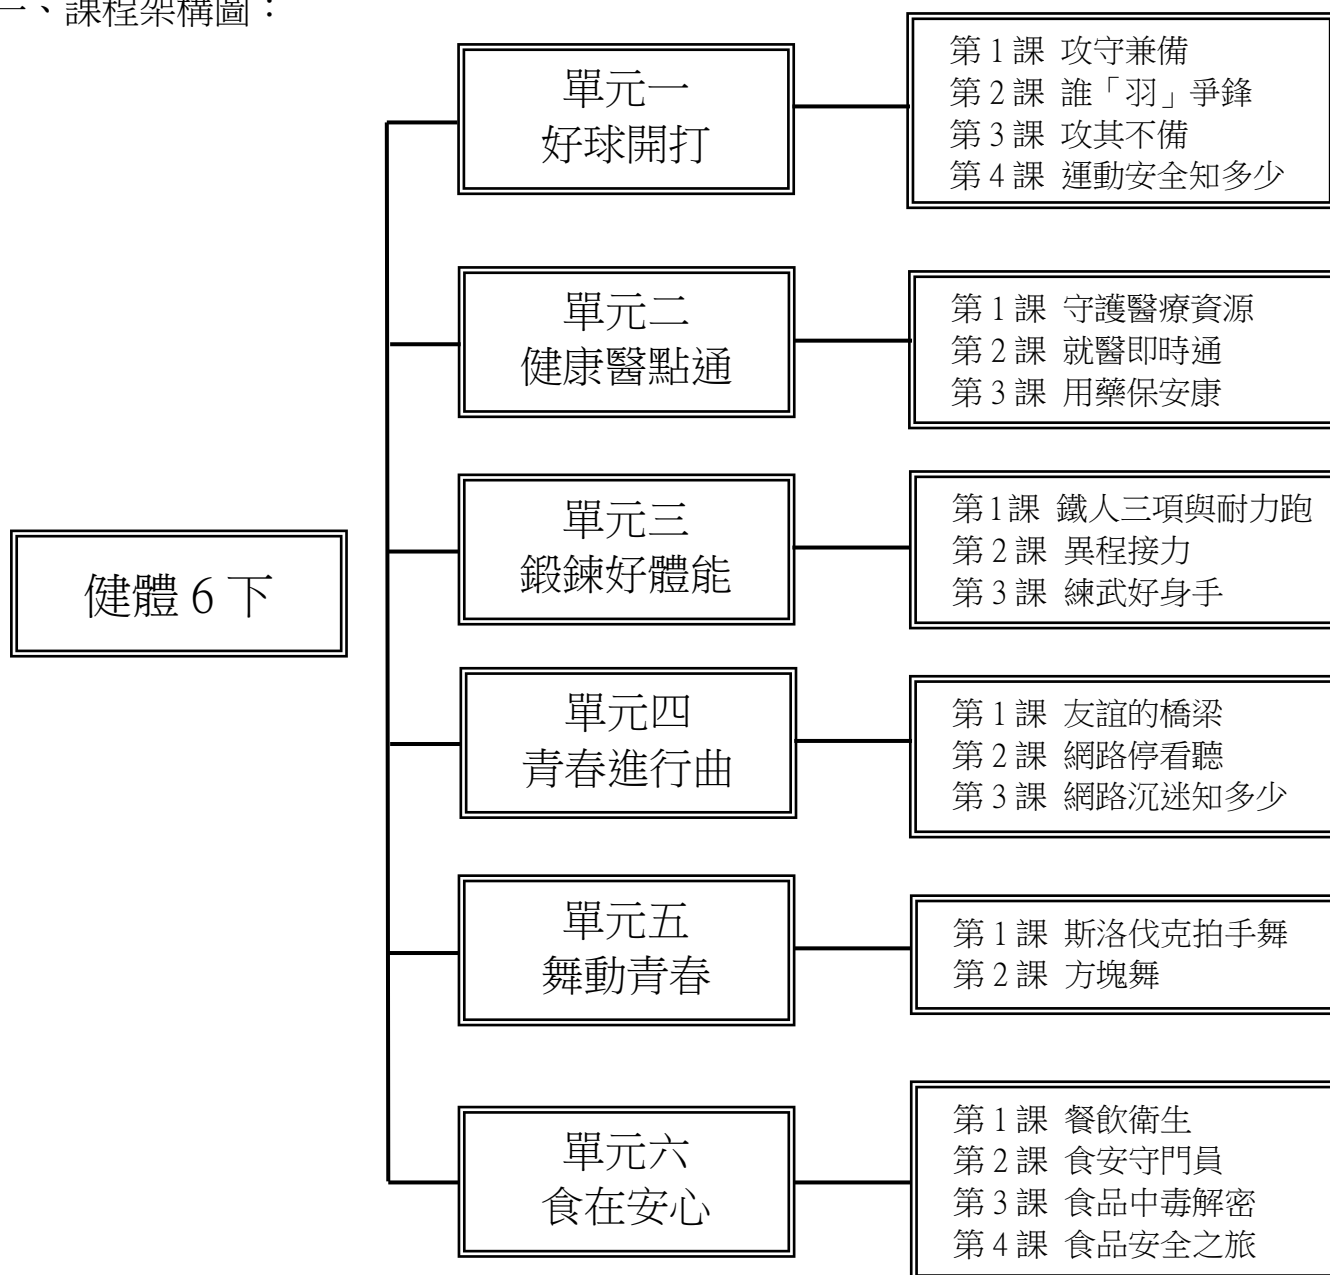 一、課程架構圖：
健體 6 下
單元一
好球開打
第 1 課 攻守兼備
第 2 課 誰「羽」爭鋒
第 3 課 攻其不備
第 4 課 運動安全知多少
單元二
健康醫點通
第 1 課 守護醫療資源
第 2 課 就醫即時通
第 3 課 用藥保安康
單元三
鍛鍊好體能
第1課 鐵人三項與耐力跑
第 2 課 異程接力
第 3 課 練武好身手
單元四
青春進行曲
第 1 課 友誼的橋梁
第 2 課 網路停看聽
第 3 課 網路沉迷知多少
單元五
舞動青春
第 1 課 斯洛伐克拍手舞
第 2 課 方塊舞
單元六
食在安心
第 1 課 餐飲衛生
第 2 課 食安守門員
第 3 課 食品中毒解密
第 4 課 食品安全之旅